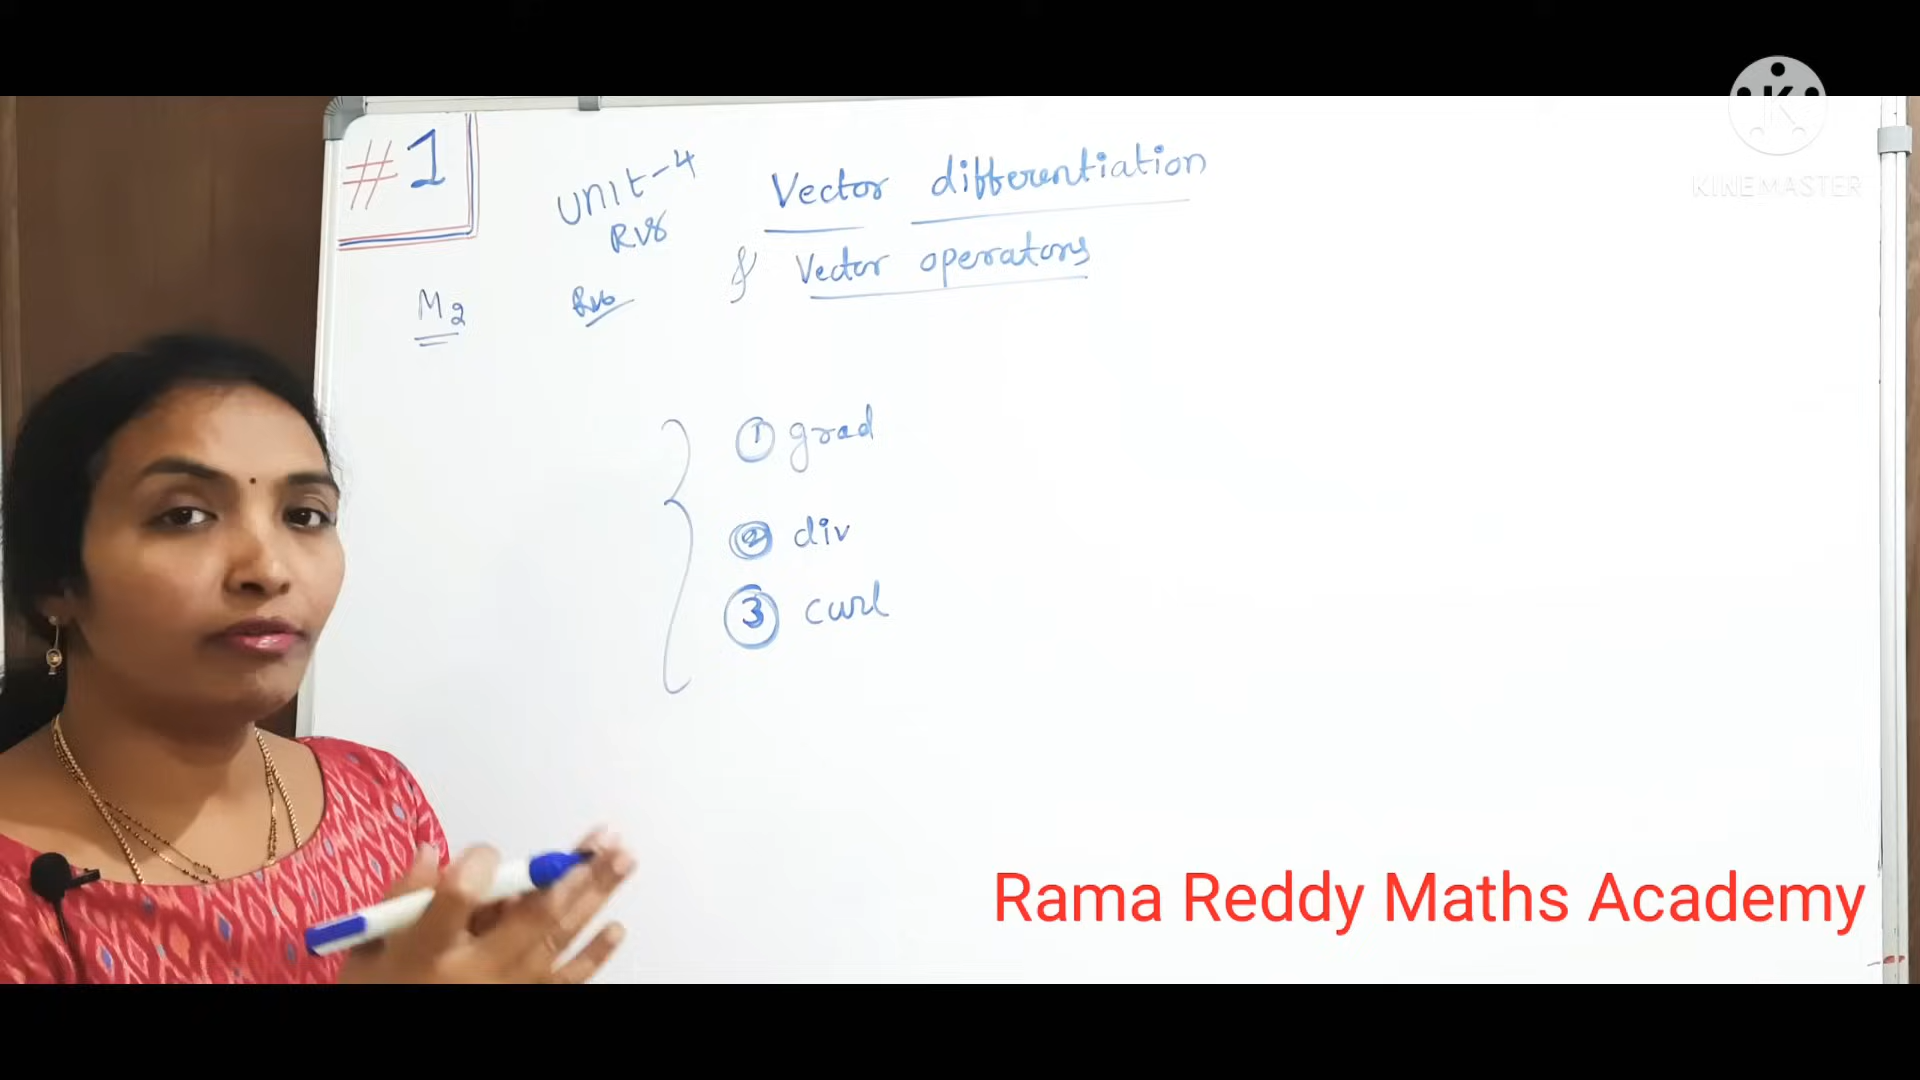 #1
Unit-4
Vector differentiation
& Vector operators
M2
① grad
② div
③ curl
K
KINEMASTER
Rama Reddy Maths Academy